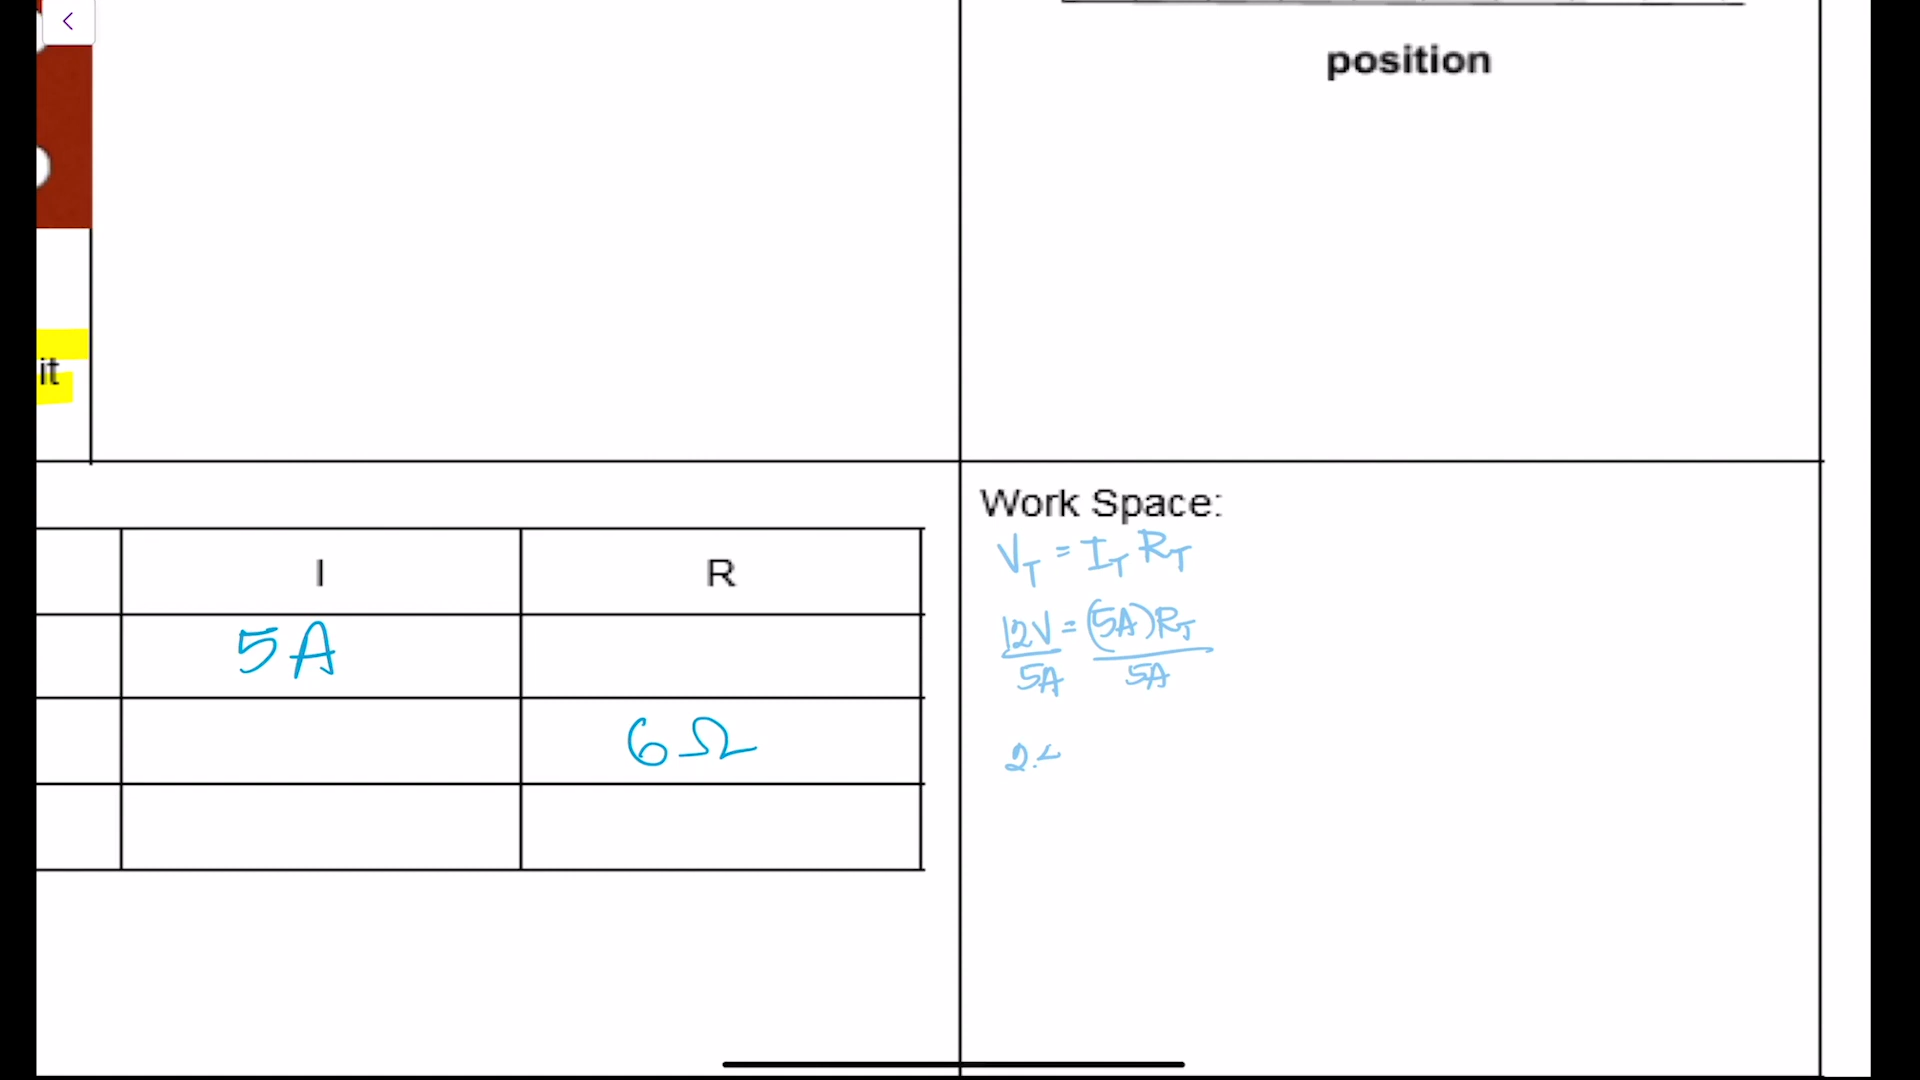 position
it
Work Space:
V_T = I_T R_T
I
R
12V = (5A)R_T
5A
5A
5A
6Ω
2.